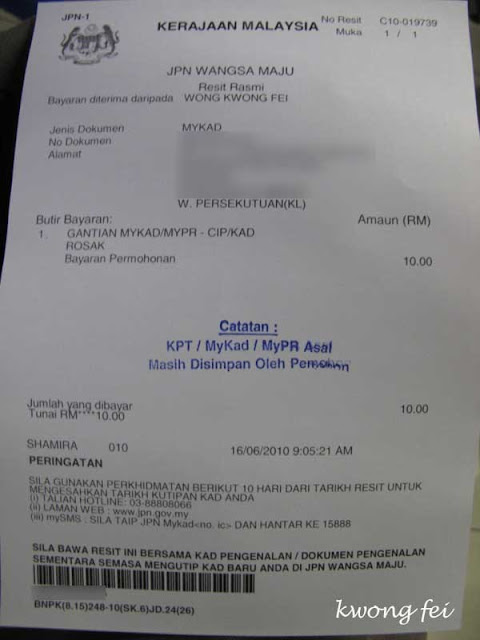 JPN-1
KERAJAAN MALAYSIA
No Resit C10-019739
Muka 1 / 1
JPN WANGSA MAJU
Resit Rasmi
Bayaran diterima daripada WONG KWONG FEI
Jenis Dokumen MYKAD
No Dokumen
Alamat
W. PERSEKUTUAN(KL)
Butir Bayaran: Amaun (RM)
1. GANTIAN MYKAD/MYPR - CIP/KAD
ROSAK
Bayaran Permohonan 10.00
Catatan :
KPT / MyKad / MyPR Asal
Masih Disimpan Oleh Pemohon
Jumlah yang dibayar 10.00
Tunai RM****10.00
SHAMIRA 010 16/06/2010 9:05:21 AM
PERINGATAN
SILA GUNAKAN PERKHIDMATAN BERIKUT 10 HARI DARI TARIKH RESIT UNTUK
MENGESAHKAN TARIKH KUTIPAN KAD ANDA
(i) TALIAN HOTLINE: 03-88808066
(ii) LAMAN WEB : www.jpn.gov.my
(iii) mySMS : SILA TAIP JPN Mykad<no. ic> DAN HANTAR KE 15888
SILA BAWA RESIT INI BERSAMA KAD PENGENALAN / DOKUMEN PENGENALAN
SEMENTARA SEMASA MENGUTIP KAD BARU ANDA DI JPN WANGSA MAJU.
BNPK(8.15)248-10(SK.6)JD.24(26)
kwong fei